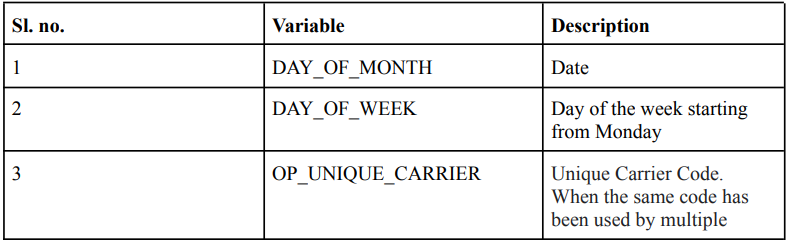 Sl. no. Variable Description
1 DAY_OF_MONTH Date
2 DAY_OF_WEEK Day of the week starting
from Monday
3 OP_UNIQUE_CARRIER Unique Carrier Code.
When the same code has
been used by multiple